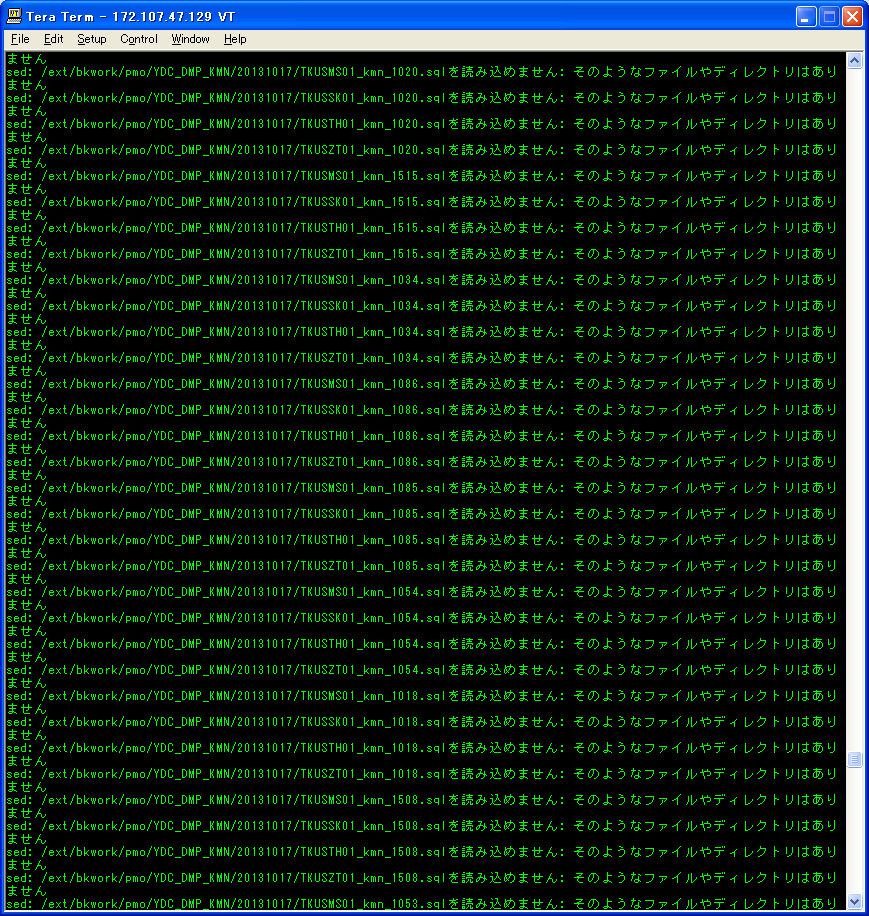 Tera Term - 172.107.47.129 VT
File Edit Setup Control Window Help
ません
sed: /ext/bkwork/pmo/YDC_DMP_KMN/20131017/TKUSMS01_kmn_1020.sqlを読み込めません: そのようなファイルやディレクトリはあり
ません
sed: /ext/bkwork/pmo/YDC_DMP_KMN/20131017/TKUSSK01_kmn_1020.sqlを読み込めません: そのようなファイルやディレクトリはあり
ません
sed: /ext/bkwork/pmo/YDC_DMP_KMN/20131017/TKUSTH01_kmn_1020.sqlを読み込めません: そのようなファイルやディレクトリはあり
ません
sed: /ext/bkwork/pmo/YDC_DMP_KMN/20131017/TKUSZT01_kmn_1020.sqlを読み込めません: そのようなファイルやディレクトリはあり
ません
sed: /ext/bkwork/pmo/YDC_DMP_KMN/20131017/TKUSMS01_kmn_1515.sqlを読み込めません: そのようなファイルやディレクトリはあり
ません
sed: /ext/bkwork/pmo/YDC_DMP_KMN/20131017/TKUSSK01_kmn_1515.sqlを読み込めません: そのようなファイルやディレクトリはあり
ません
sed: /ext/bkwork/pmo/YDC_DMP_KMN/20131017/TKUSTH01_kmn_1515.sqlを読み込めません: そのようなファイルやディレクトリはあり
ません
sed: /ext/bkwork/pmo/YDC_DMP_KMN/20131017/TKUSZT01_kmn_1515.sqlを読み込めません: そのようなファイルやディレクトリはあり
ません
sed: /ext/bkwork/pmo/YDC_DMP_KMN/20131017/TKUSMS01_kmn_1034.sqlを読み込めません: そのようなファイルやディレクトリはあり
ません
sed: /ext/bkwork/pmo/YDC_DMP_KMN/20131017/TKUSSK01_kmn_1034.sqlを読み込めません: そのようなファイルやディレクトリはあり
ません
sed: /ext/bkwork/pmo/YDC_DMP_KMN/20131017/TKUSTH01_kmn_1034.sqlを読み込めません: そのようなファイルやディレクトリはあり
ません
sed: /ext/bkwork/pmo/YDC_DMP_KMN/20131017/TKUSZT01_kmn_1034.sqlを読み込めません: そのようなファイルやディレクトリはあり
ません
sed: /ext/bkwork/pmo/YDC_DMP_KMN/20131017/TKUSMS01_kmn_1086.sqlを読み込めません: そのようなファイルやディレクトリはあり
ません
sed: /ext/bkwork/pmo/YDC_DMP_KMN/20131017/TKUSSK01_kmn_1086.sqlを読み込めません: そのようなファイルやディレクトリはあり
ません
sed: /ext/bkwork/pmo/YDC_DMP_KMN/20131017/TKUSTH01_kmn_1086.sqlを読み込めません: そのようなファイルやディレクトリはあり
ません
sed: /ext/bkwork/pmo/YDC_DMP_KMN/20131017/TKUSZT01_kmn_1086.sqlを読み込めません: そのようなファイルやディレクトリはあり
ません
sed: /ext/bkwork/pmo/YDC_DMP_KMN/20131017/TKUSMS01_kmn_1085.sqlを読み込めません: そのようなファイルやディレクトリはあり
ません
sed: /ext/bkwork/pmo/YDC_DMP_KMN/20131017/TKUSSK01_kmn_1085.sqlを読み込めません: そのようなファイルやディレクトリはあり
ません
sed: /ext/bkwork/pmo/YDC_DMP_KMN/20131017/TKUSTH01_kmn_1085.sqlを読み込めません: そのようなファイルやディレクトリはあり
ません
sed: /ext/bkwork/pmo/YDC_DMP_KMN/20131017/TKUSZT01_kmn_1085.sqlを読み込めません: そのようなファイルやディレクトリはあり
ません
sed: /ext/bkwork/pmo/YDC_DMP_KMN/20131017/TKUSMS01_kmn_1054.sqlを読み込めません: そのようなファイルやディレクトリはあり
ません
sed: /ext/bkwork/pmo/YDC_DMP_KMN/20131017/TKUSSK01_kmn_1054.sqlを読み込めません: そのようなファイルやディレクトリはあり
ません
sed: /ext/bkwork/pmo/YDC_DMP_KMN/20131017/TKUSTH01_kmn_1054.sqlを読み込めません: そのようなファイルやディレクトリはあり
ません
sed: /ext/bkwork/pmo/YDC_DMP_KMN/20131017/TKUSZT01_kmn_1054.sqlを読み込めません: そのようなファイルやディレクトリはあり
ません
sed: /ext/bkwork/pmo/YDC_DMP_KMN/20131017/TKUSMS01_kmn_1018.sqlを読み込めません: そのようなファイルやディレクトリはあり
ません
sed: /ext/bkwork/pmo/YDC_DMP_KMN/20131017/TKUSSK01_kmn_1018.sqlを読み込めません: そのようなファイルやディレクトリはあり
ません
sed: /ext/bkwork/pmo/YDC_DMP_KMN/20131017/TKUSTH01_kmn_1018.sqlを読み込めません: そのようなファイルやディレクトリはあり
ません
sed: /ext/bkwork/pmo/YDC_DMP_KMN/20131017/TKUSZT01_kmn_1018.sqlを読み込めません: そのようなファイルやディレクトリはあり
ません
sed: /ext/bkwork/pmo/YDC_DMP_KMN/20131017/TKUSMS01_kmn_1508.sqlを読み込めません: そのようなファイルやディレクトリはあり
ません
sed: /ext/bkwork/pmo/YDC_DMP_KMN/20131017/TKUSSK01_kmn_1508.sqlを読み込めません: そのようなファイルやディレクトリはあり
ません
sed: /ext/bkwork/pmo/YDC_DMP_KMN/20131017/TKUSTH01_kmn_1508.sqlを読み込めません: そのようなファイルやディレクトリはあり
ません
sed: /ext/bkwork/pmo/YDC_DMP_KMN/20131017/TKUSZT01_kmn_1508.sqlを読み込めません: そのようなファイルやディレクトリはあり
ません
sed: /ext/bkwork/pmo/YDC_DMP_KMN/20131017/TKUSMS01_kmn_1053.sqlを読み込めません: そのようなファイルやディレクトリはあり